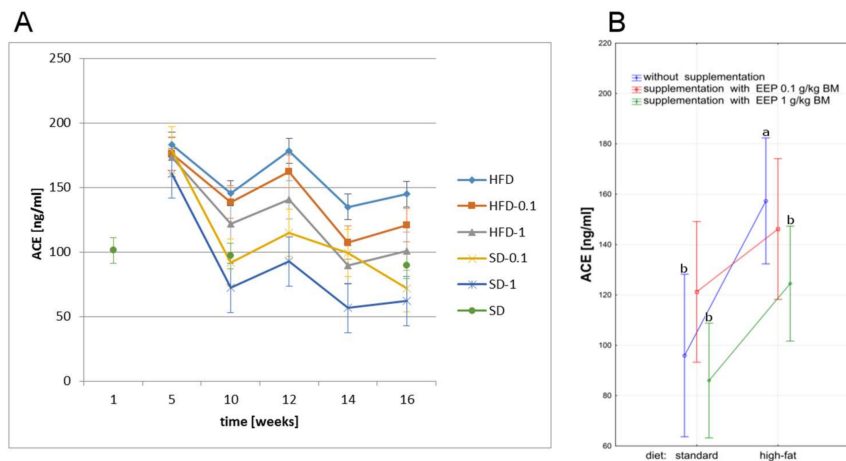 A
250
200
150
100
50
0
ACE [ng/ml]
1 5 10 12 14 16
time [weeks]
HFD
HFD-0.1
HFD-1
SD-0.1
SD-1
SD
B
220
200
180
160
140
120
100
80
60
ACE [ng/ml]
without supplementation
supplementation with EEP 0.1 g/kg BM
supplementation with EEP 1 g/kg BM
a
b
b
b
diet: standard high-fat